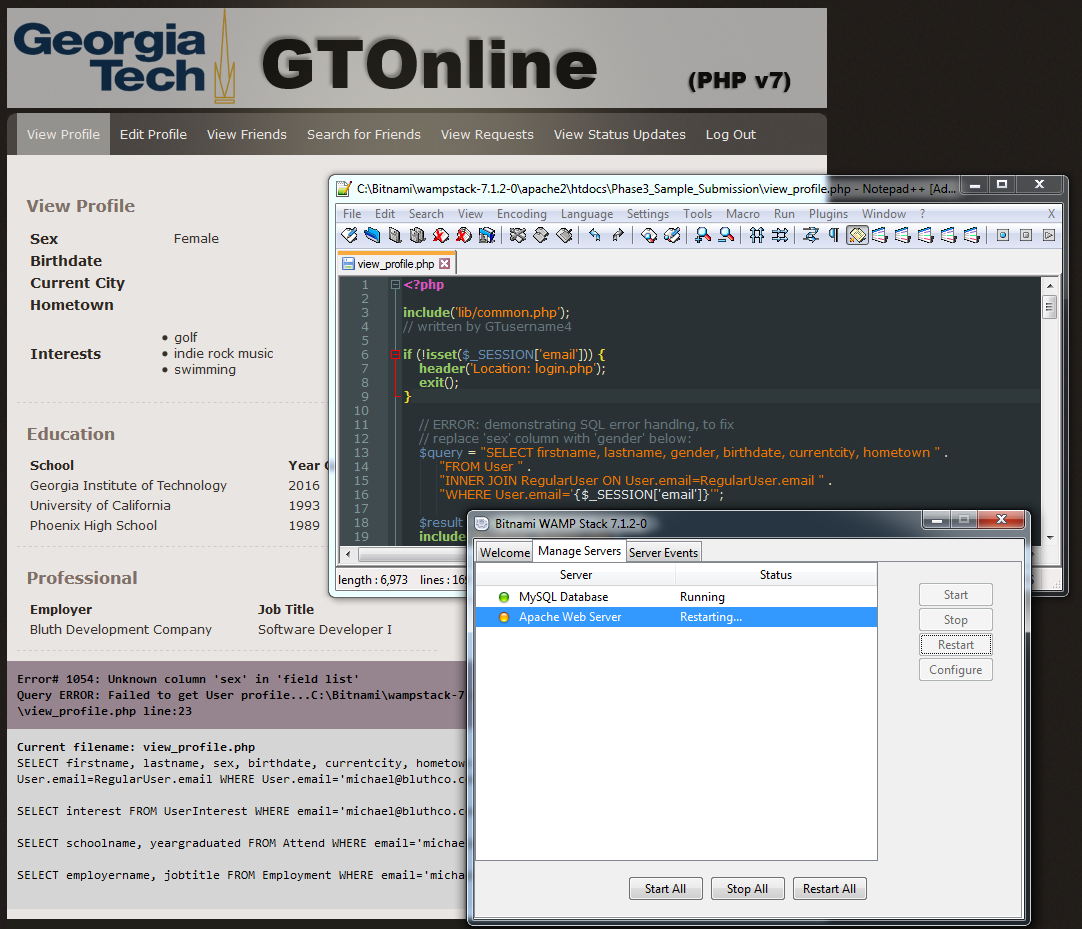 Georgia
Tech
GTOnline
(PHP v7)
View Profile Edit Profile View Friends Search for Friends View Requests View Status Updates Log Out
View Profile
Sex Female
Birthdate
Current City
Hometown
Interests
• golf
• indie rock music
• swimming
Education
School Year
Georgia Institute of Technology 2016
University of California 1993
Phoenix High School 1989
Professional
Employer Job Title
Bluth Development Company Software Developer I
Error# 1054: Unknown column 'sex' in 'field list'
Query ERROR: Failed to get User profile...C:\Bitnami\wampstack-7
\view_profile.php line:23
Current filename: view_profile.php
SELECT firstname, lastname, sex, birthdate, currentcity, hometow
User.email=RegularUser.email WHERE User.email='michael@bluthco.c
SELECT interest FROM UserInterest WHERE email='michael@bluthco.c
SELECT schoolname, yeargraduated FROM Attend WHERE email='michae
SELECT employername, jobtitle FROM Employment WHERE email='micha
C:\Bitnami\wampstack-7.1.2-0\apache2\htdocs\Phase3_Sample_Submission\view_profile.php - Notepad++ [Ad...
File Edit Search View Encoding Language Settings Tools Macro Run Plugins Window ? X
view_profile.php
1 <?php
2
3 include('lib/common.php');
4 // written by GTusername4
5
6 if (!isset($_SESSION['email'])) {
7 header('Location: login.php');
8 exit();
9 }
10
11 // ERROR: demonstrating SQL error handlng, to fix
12 // replace 'sex' column with 'gender' below:
13 $query = "SELECT firstname, lastname, gender, birthdate, currentcity, hometown " .
14 "FROM User " .
15 "INNER JOIN RegularUser ON User.email=RegularUser.email " .
16 "WHERE User.email='{$_SESSION['email']}'";
17
18 $result
19 include
length : 6,973 lines : 16
Bitnami WAMP Stack 7.1.2-0
Welcome Manage Servers Server Events
Server Status
MySQL Database Running
Apache Web Server Restarting...
Start
Stop
Restart
Configure
Start All Stop All Restart All